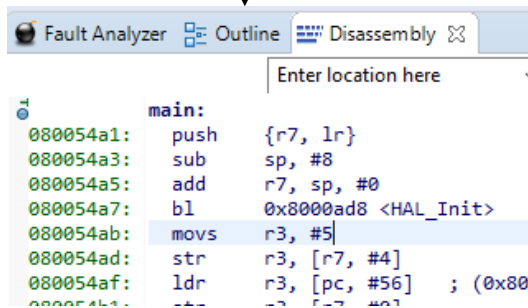 Fault Analyzer Outline Disassembly
Enter location here
main:
080054a1: push {r7, lr}
080054a3: sub sp, #8
080054a5: add r7, sp, #0
080054a7: bl 0x8000ad8 <HAL_Init>
080054ab: movs r3, #5
080054ad: str r3, [r7, #4]
080054af: ldr r3, [pc, #56] ; (0x80